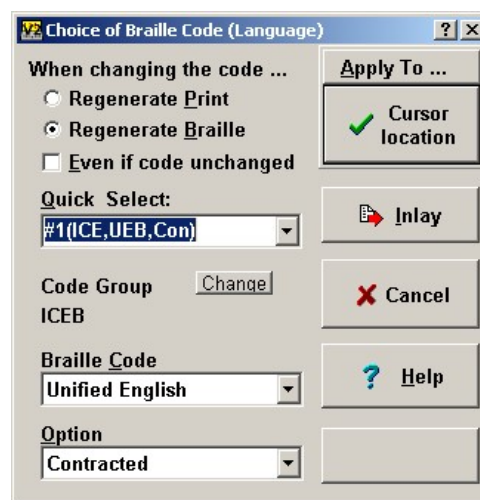 V2 Choice of Braille Code (Language)
When changing the code ...
Regenerate Print
Regenerate Braille
Even if code unchanged
Quick Select:
#1(ICE,UEB,Con)
Code Group
Change
ICEB
Braille Code
Unified English
Option
Contracted
Apply To ...
Cursor
location
Inlay
Cancel
? Help